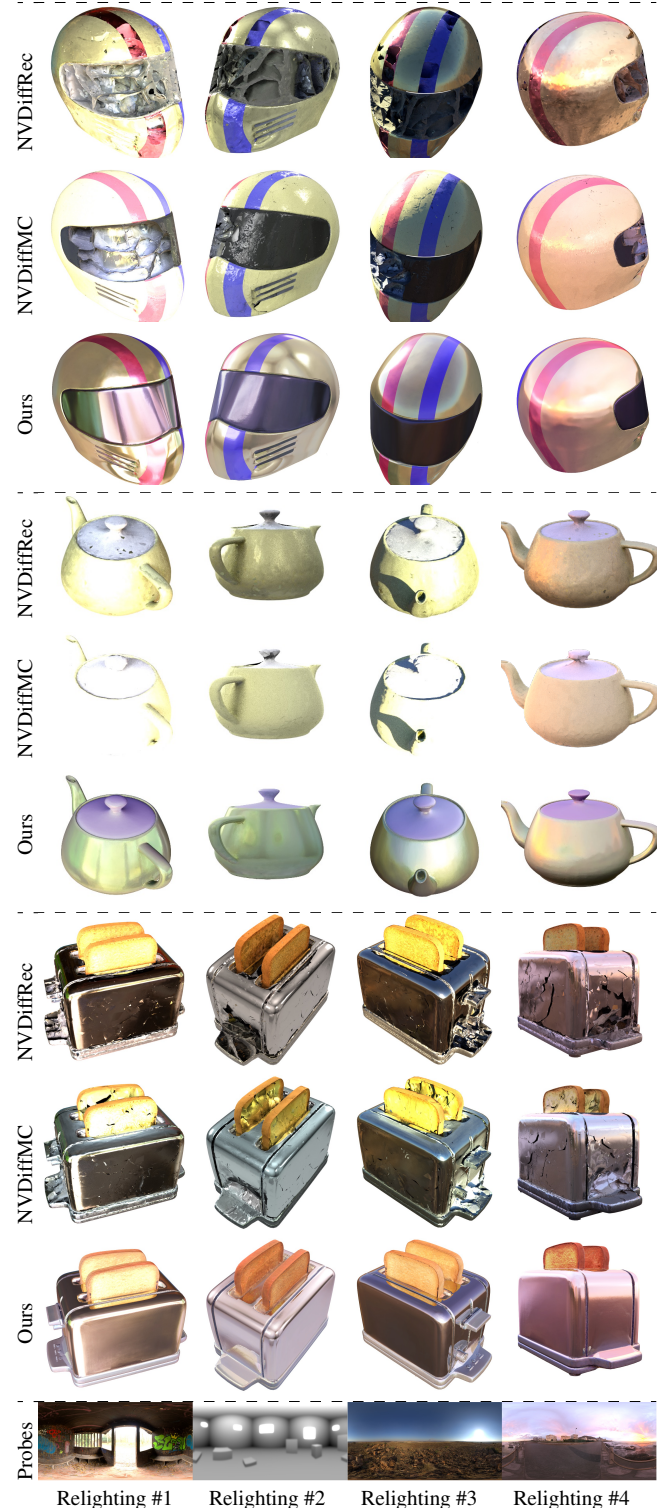 NVDiffRec
NVDiffMC
Ours
NVDiffRec
NVDiffMC
Ours
NVDiffRec
NVDiffMC
Ours
Probes
Relighting #1 Relighting #2 Relighting #3 Relighting #4